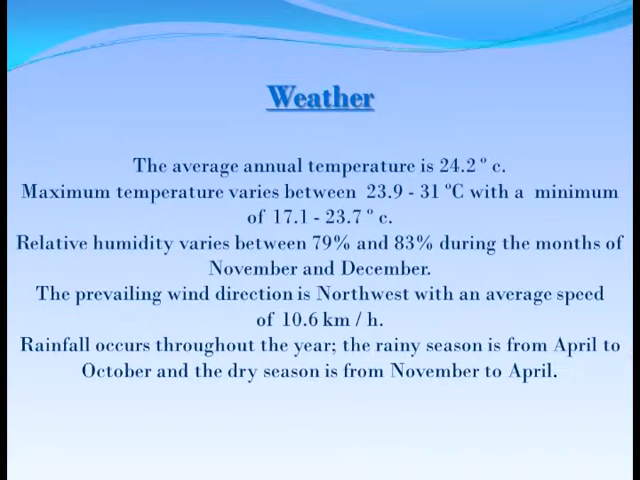 Weather
The average annual temperature is 24.2 º c.
Maximum temperature varies between 23.9 - 31 ºC with a minimum
of 17.1 - 23.7 º c.
Relative humidity varies between 79% and 83% during the months of
November and December.
The prevailing wind direction is Northwest with an average speed
of 10.6 km / h.
Rainfall occurs throughout the year; the rainy season is from April to
October and the dry season is from November to April.